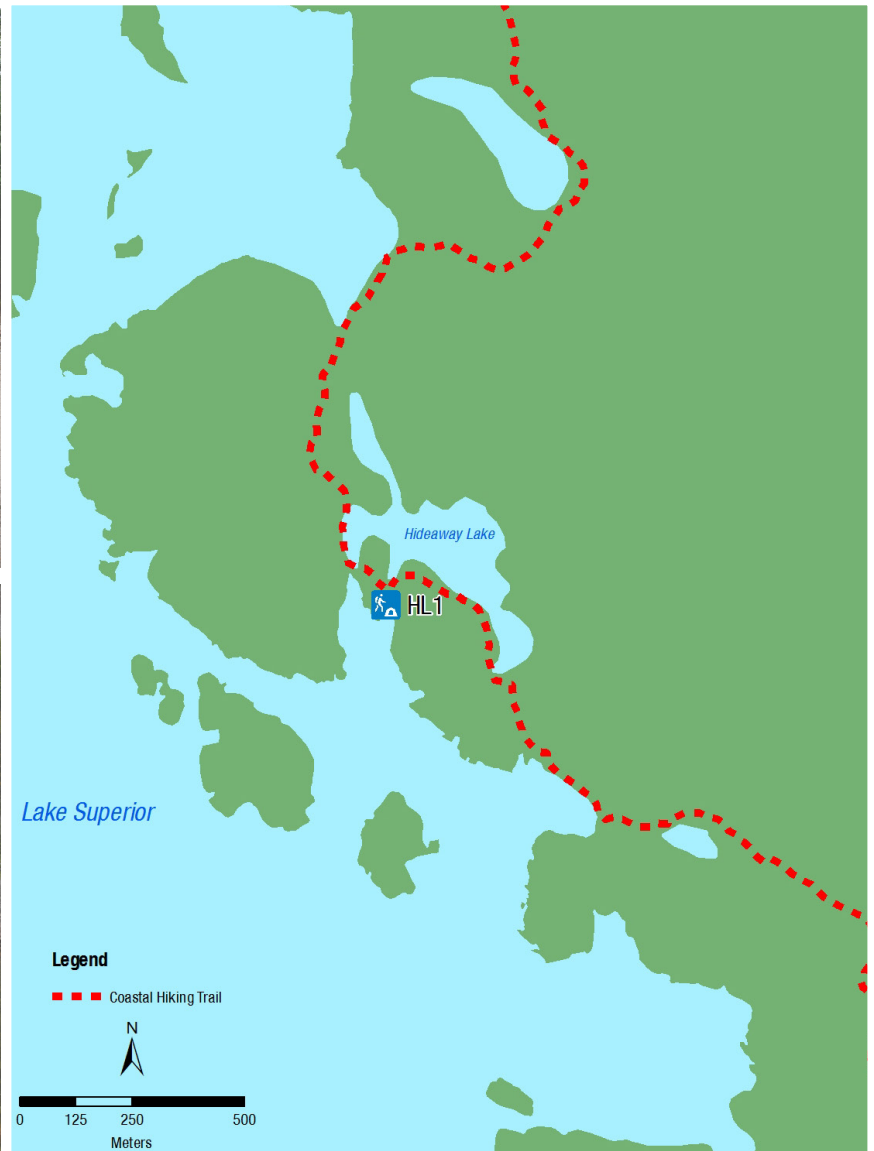 Hideaway Lake
HL1
Lake Superior
Legend
Coastal Hiking Trail
N
0 125 250 500
Meters